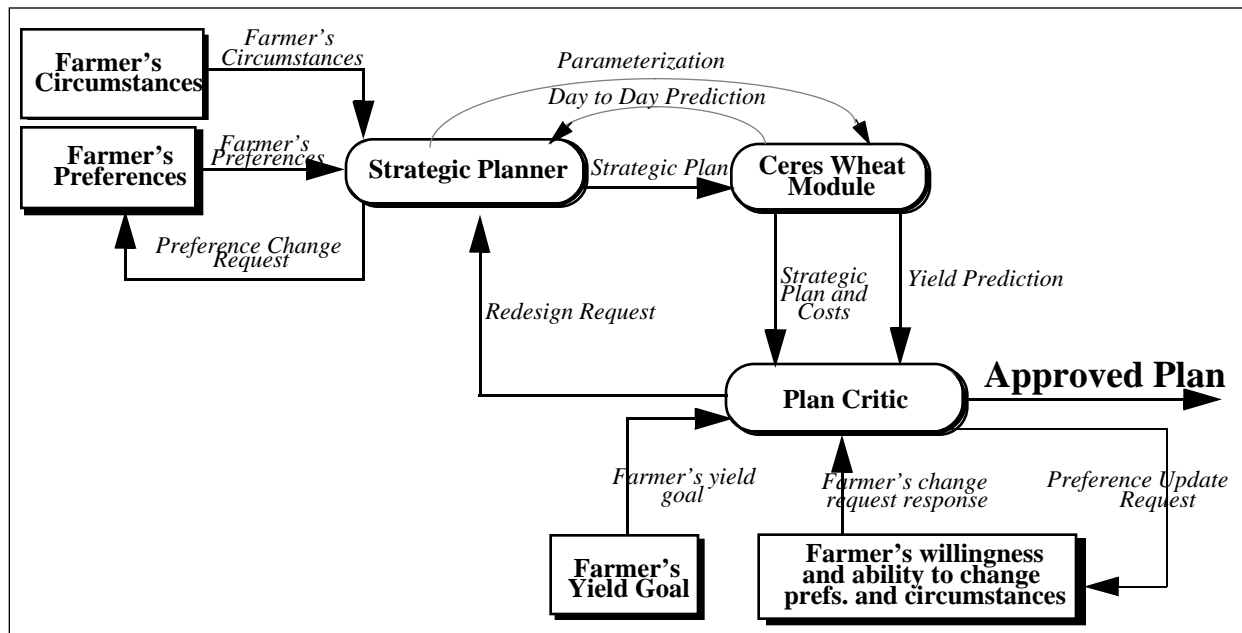 Farmer's
Circumstances
Farmer's
Circumstances
Parameterization
Day to Day Prediction
Farmer's
Preferences
Farmer's
Preferences
Strategic Planner
Strategic Plan
Ceres Wheat
Module
Preference Change
Request
Redesign Request
Strategic
Plan and
Costs
Yield Prediction
Approved Plan
Plan Critic
Farmer's yield
goal
Farmer's change
request response
Preference Update
Request
Farmer's
Yield Goal
Farmer's willingness
and ability to change
prefs. and circumstances